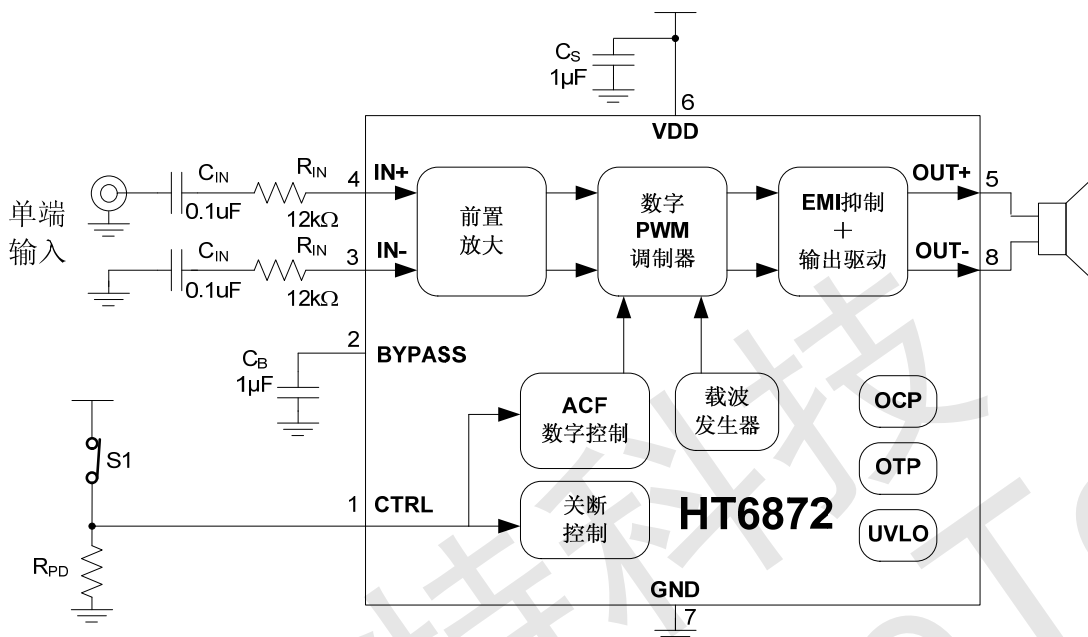 CS
1μF
6
VDD
CIN
RIN
4
IN+
0.1uF
12kΩ
单端
输入
CIN
RIN
3
IN-
0.1uF
12kΩ
前置
放大
数字
PWM
调制器
EMI抑制
+
输出驱动
OUT+
5
OUT-
8
2
BYPASS
CB
1μF
ACF
数字控制
载波
发生器
OCP
OTP
UVLO
S1
1
CTRL
关断
控制
HT6872
RPD
GND
7
特科技